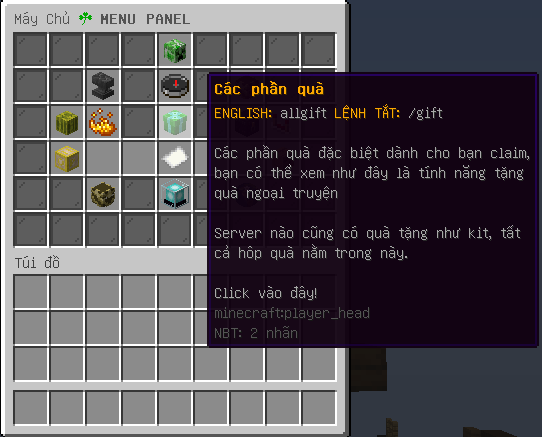 Máy Chủ ☘ MENU PANEL
Các phần quà
ENGLISH: allgift LỆNH TẮT: /gift
Các phần quà đặc biệt dành cho bạn claim,
bạn có thể xem như đây là tính năng tặng
quà ngoại truyện
Server nào cũng có quà tặng như kit, tất
cả hộp quà nằm trong này.
Click vào đây!
minecraft:player_head
NBT: 2 nhãn
Túi đồ